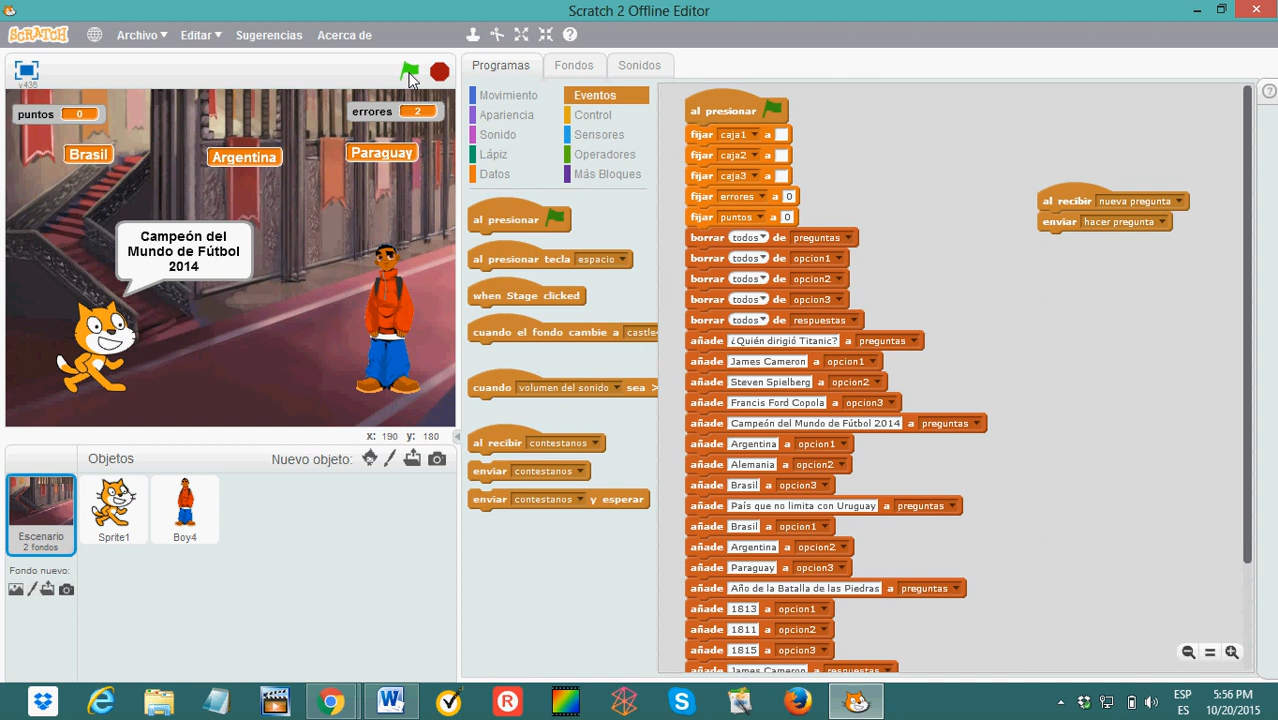 Scratch 2 Offline Editor
SCRATCH Archivo Editar Sugerencias Acerca de
v436
puntos 0
errores 2
Brasil
Argentina
Paraguay
Campeón del
Mundo de Fútbol
2014
x: 190 y: 180
Objetos
Nuevo objeto:
Escenario
2 fondos
Sprite1
Boy4
Fondo nuevo:
Programas Fondos Sonidos
Movimiento Eventos
Apariencia Control
Sonido Sensores
Lápiz Operadores
Datos Más Bloques
al presionar
al presionar tecla espacio
when Stage clicked
cuando el fondo cambie a castle
cuando volumen del sonido sea >
al recibir contestanos
enviar contestanos
enviar contestanos y esperar
al presionar
fijar caja1 a
fijar caja2 a
fijar caja3 a
fijar errores a 0
fijar puntos a 0
borrar todos de preguntas
borrar todos de opcion1
borrar todos de opcion2
borrar todos de opcion3
borrar todos de respuestas
añade ¿Quién dirigió Titanic? a preguntas
añade James Cameron a opcion1
añade Steven Spielberg a opcion2
añade Francis Ford Copola a opcion3
añade Campeón del Mundo de Fútbol 2014 a preguntas
añade Argentina a opcion1
añade Alemania a opcion2
añade Brasil a opcion3
añade País que no limita con Uruguay a preguntas
añade Brasil a opcion1
añade Argentina a opcion2
añade Paraguay a opcion3
añade Año de la Batalla de las Piedras a preguntas
añade 1813 a opcion1
añade 1811 a opcion2
añade 1815 a opcion3
añade James Cameron a respuestas
al recibir nueva pregunta
enviar hacer pregunta
ESP
ES
5:56 PM
10/20/2015